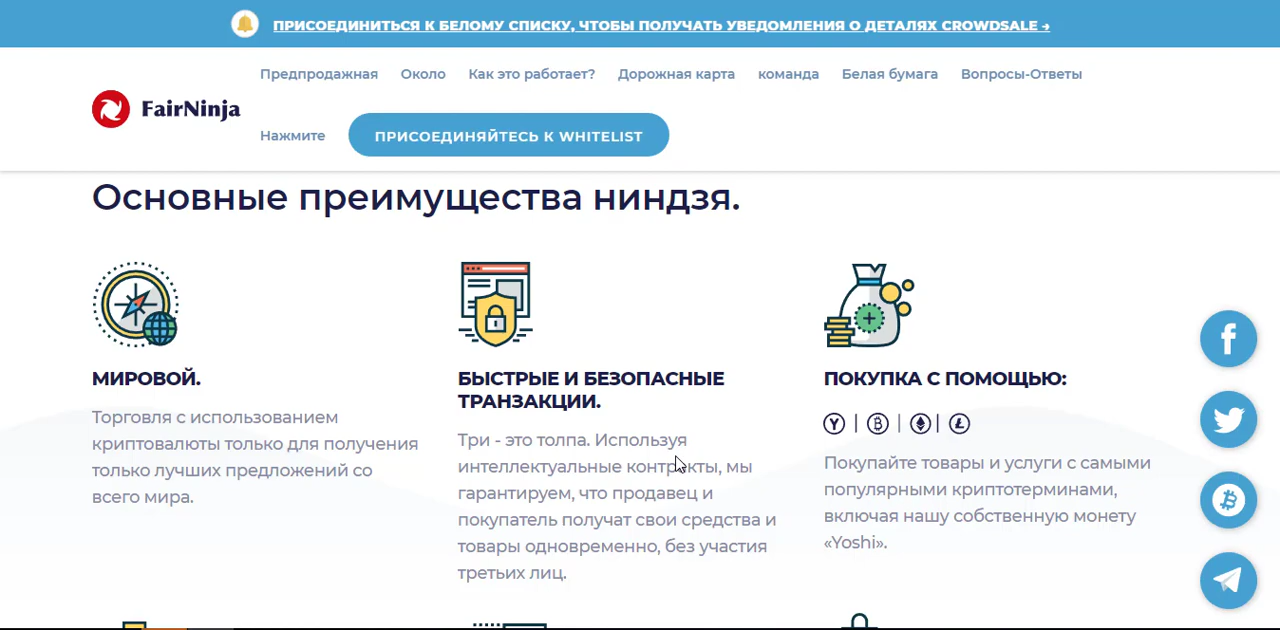 ПРИСОЕДИНИТЬСЯ К БЕЛОМУ СПИСКУ, ЧТОБЫ ПОЛУЧАТЬ УВЕДОМЛЕНИЯ О ДЕТАЛЯХ CROWDSALE →
Предпродажная Около Как это работает? Дорожная карта команда Белая бумага Вопросы-Ответы
FairNinja
Нажмите ПРИСОЕДИНЯЙТЕСЬ К WHITELIST
Основные преимущества ниндзя.
МИРОВОЙ.
Торговля с использованием
криптовалюты только для получения
только лучших предложений со
всего мира.
БЫСТРЫЕ И БЕЗОПАСНЫЕ
ТРАНЗАКЦИИ.
Три - это толпа. Используя
интеллектуальные контракты, мы
гарантируем, что продавец и
покупатель получат свои средства и
товары одновременно, без участия
третьих лиц.
ПОКУПКА С ПОМОЩЬЮ:
Покупайте товары и услуги с самыми
популярными криптотерминами,
включая нашу собственную монету
«Yoshi».